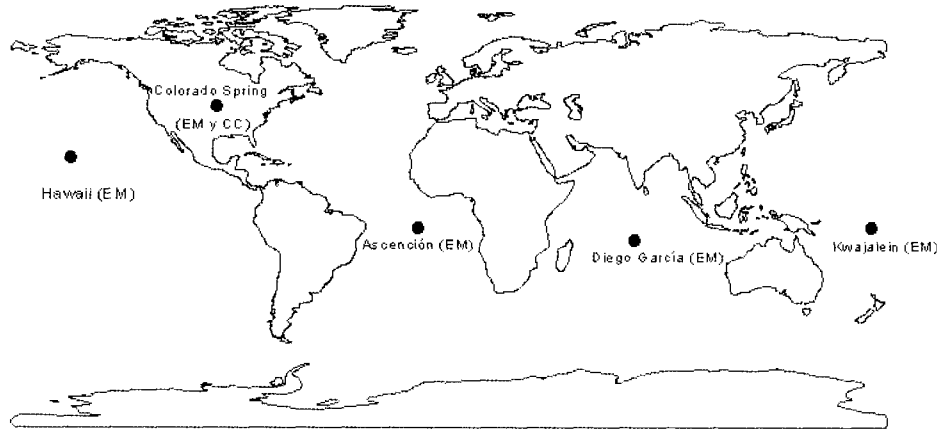 Colorado Spring
(EM y CC)
Hawaii (EM)
Ascención (EM)
Diego García (EM)
Kwajalein (EM)